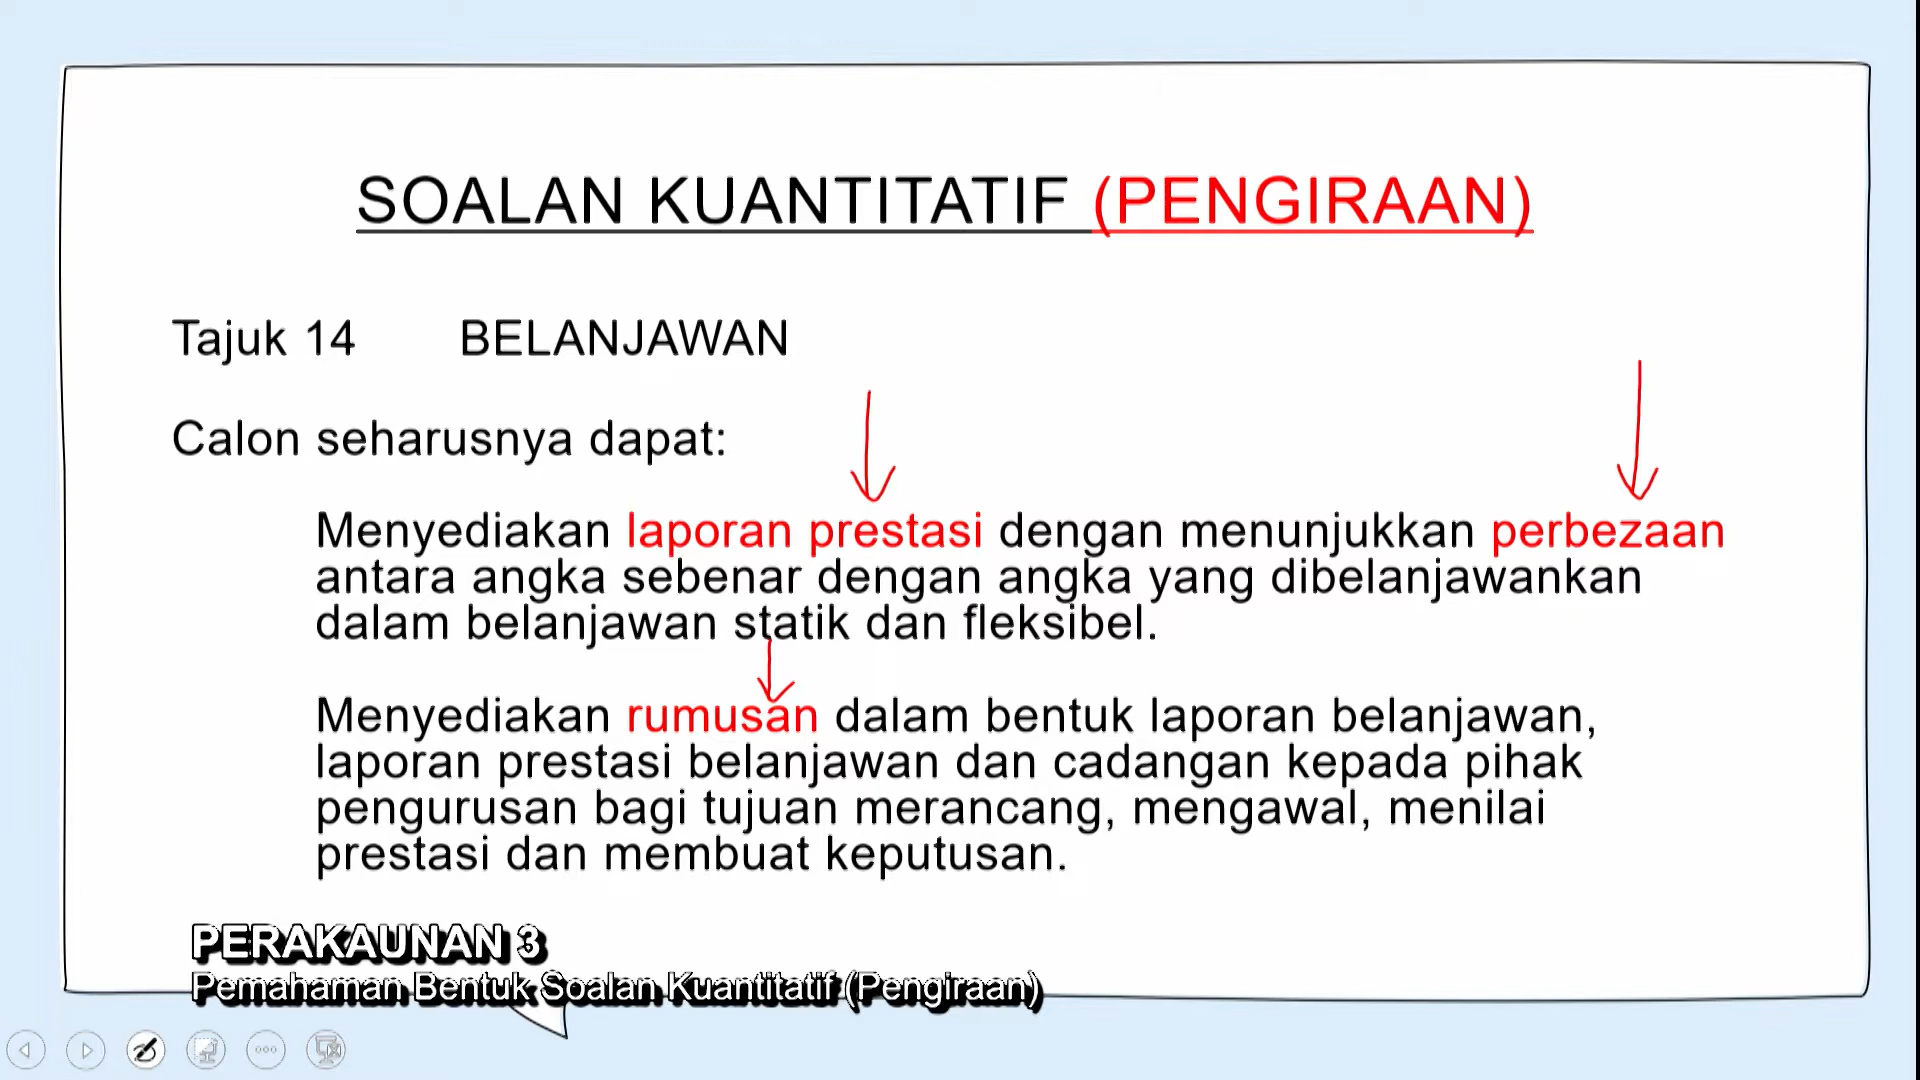 SOALAN KUANTITATIF (PENGIRAAN)
Tajuk 14 BELANJAWAN
Calon seharusnya dapat:
Menyediakan laporan prestasi dengan menunjukkan perbezaan
antara angka sebenar dengan angka yang dibelanjawankan
dalam belanjawan statik dan fleksibel.
Menyediakan rumusan dalam bentuk laporan belanjawan,
laporan prestasi belanjawan dan cadangan kepada pihak
pengurusan bagi tujuan merancang, mengawal, menilai
prestasi dan membuat keputusan.
PERAKAUNAN 3
Pemahaman Bentuk Soalan Kuantitatif (Pengiraan)